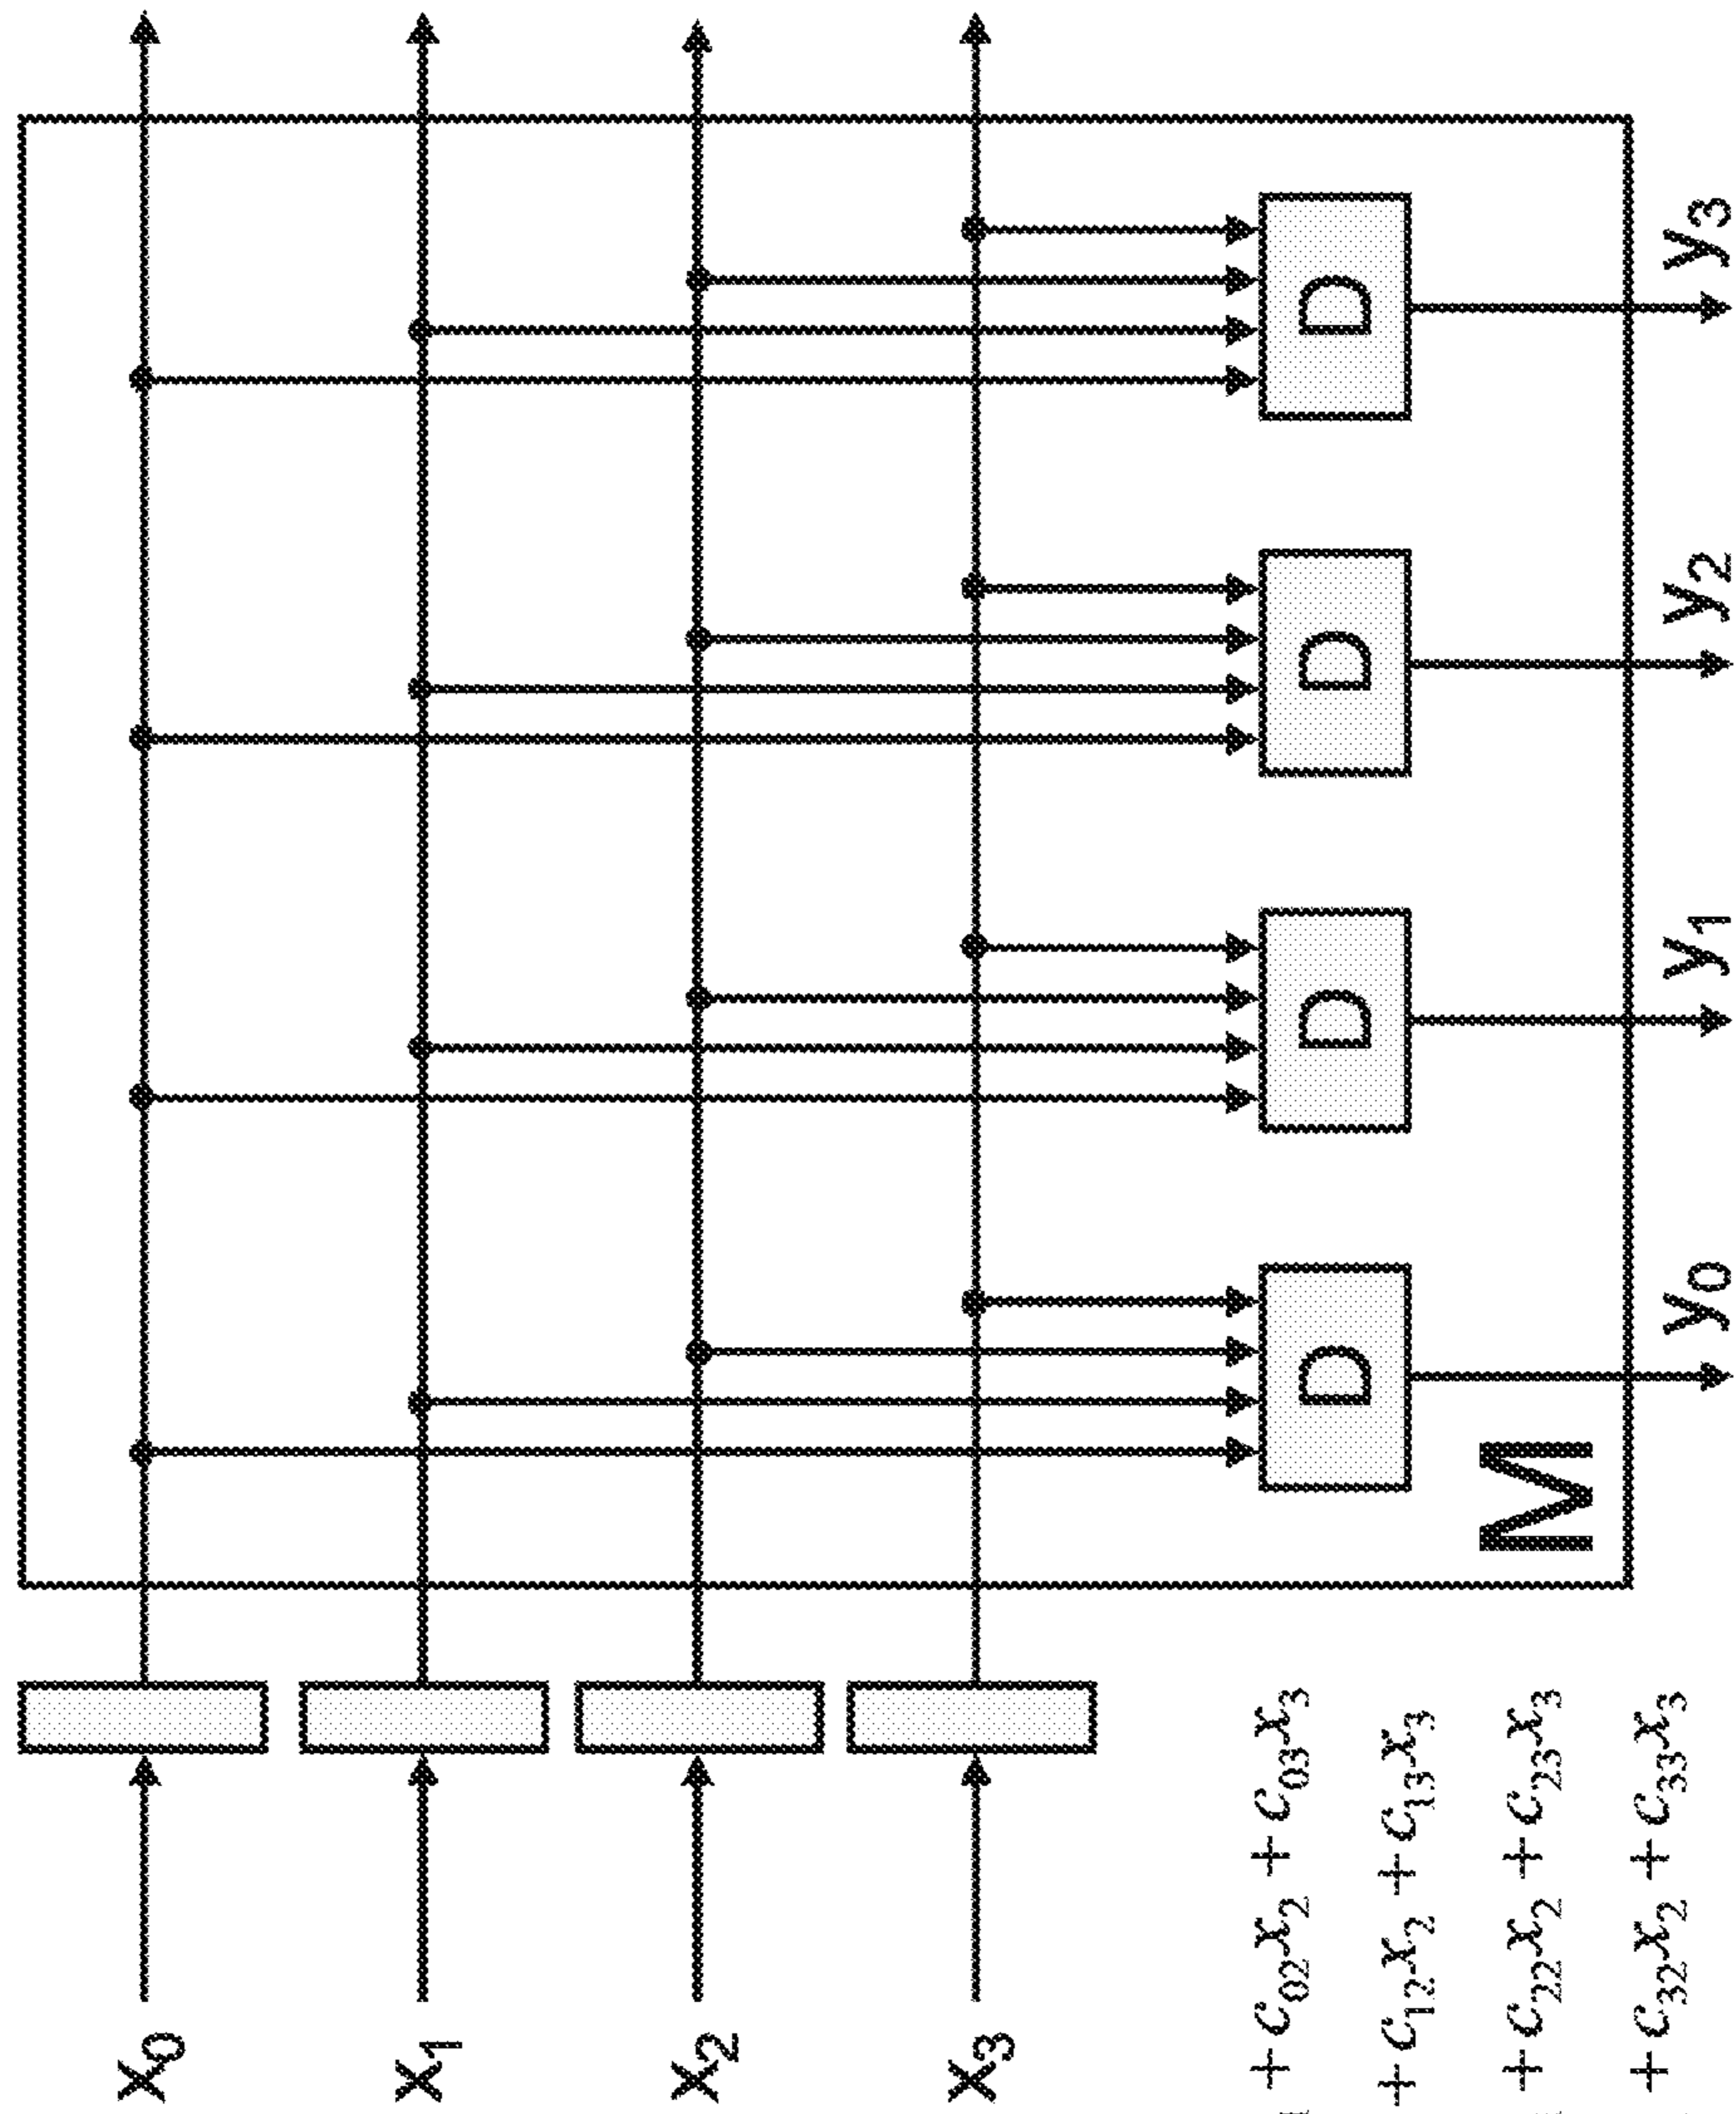 x0
x1
x2
x3
D
D
D
D
M
y0
y1
y2
y3
+ c02x2 + c03x3
+ c12x2 + c13x3
+ c22x2 + c23x3
+ c32x2 + c33x3